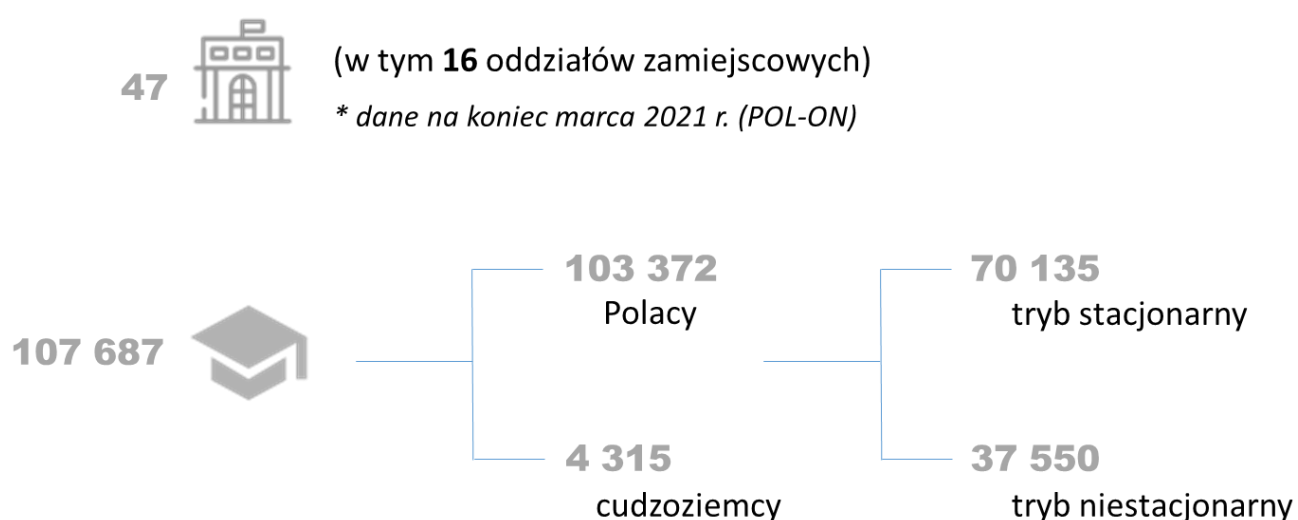 47
(w tym 16 oddziałów zamiejscowych)
* dane na koniec marca 2021 r. (POL-ON)
107 687
103 372
Polacy
4 315
cudzoziemcy
70 135
tryb stacjonarny
37 550
tryb niestacjonarny